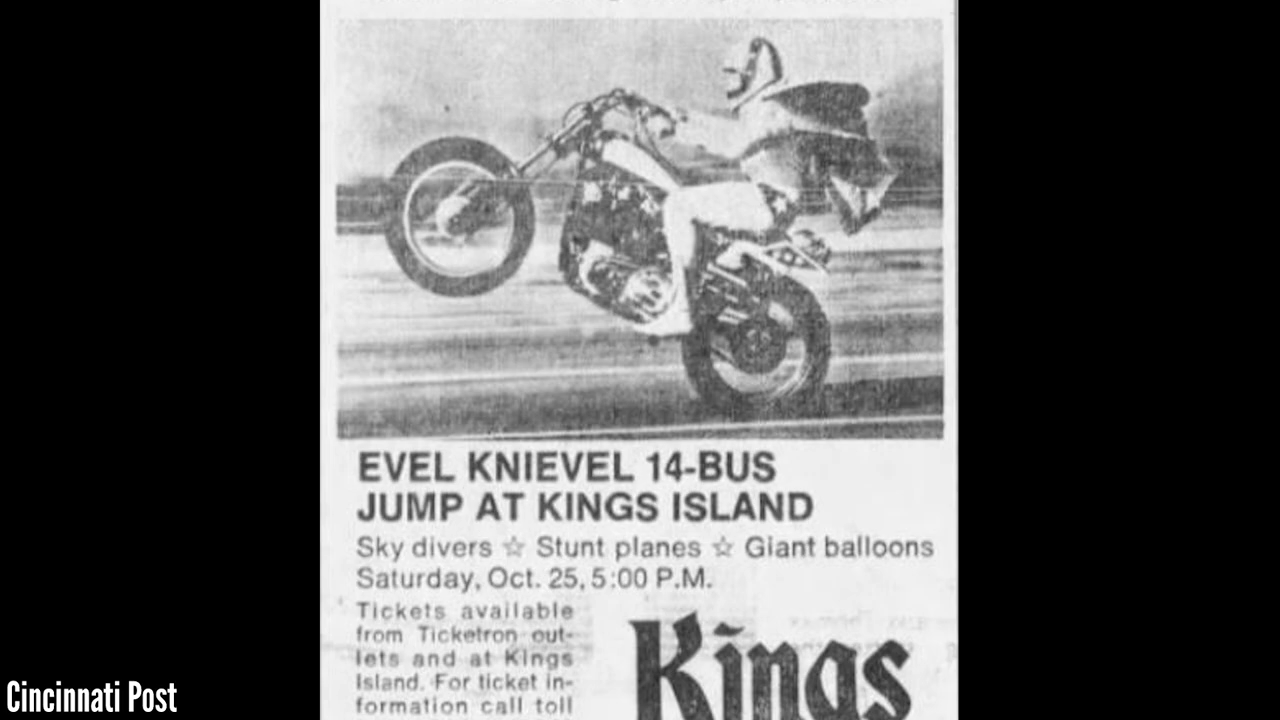 EVEL KNIEVEL 14-BUS
JUMP AT KINGS ISLAND
Sky divers ☆ Stunt planes ☆ Giant balloons
Saturday, Oct. 25, 5:00 P.M.
Tickets available
from Ticketron out-
lets and at Kings
Island. For ticket in-
formation call toll
Kings
Cincinnati Post